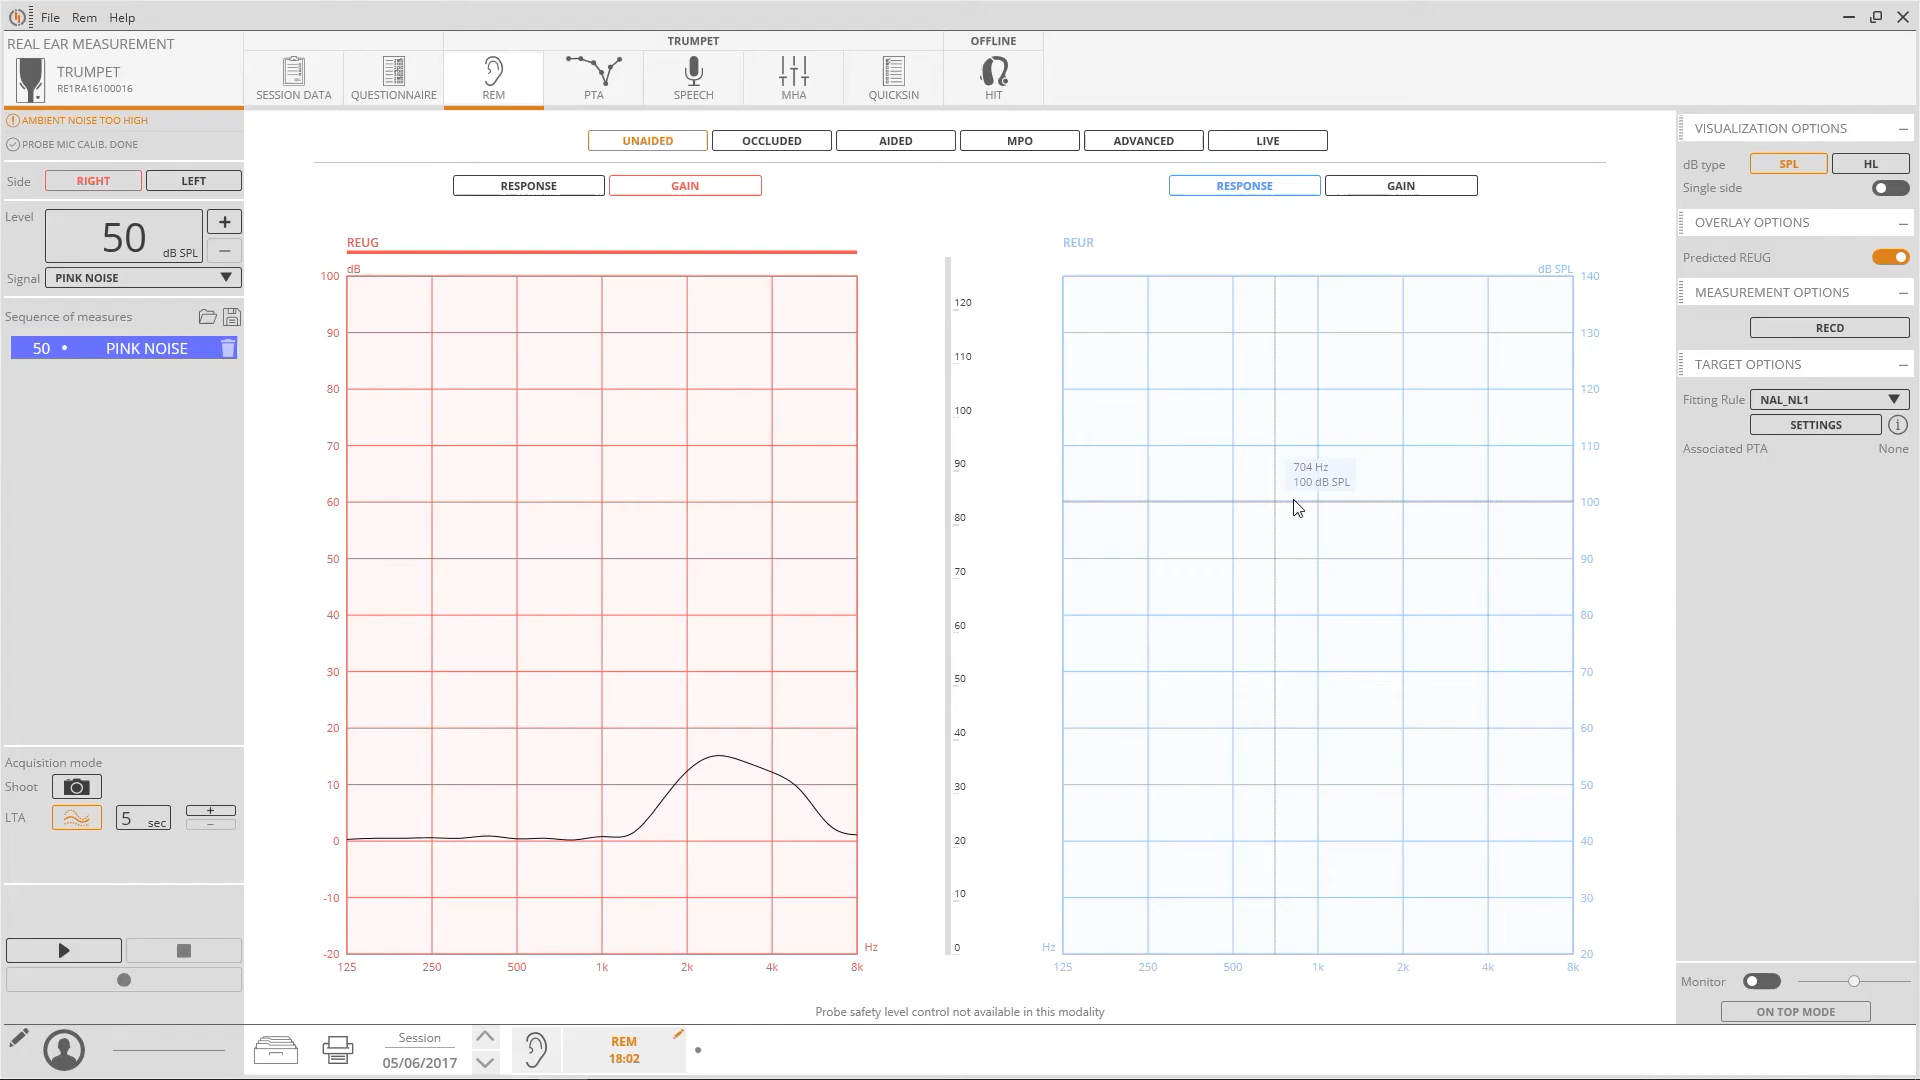 File Rem Help
REAL EAR MEASUREMENT
TRUMPET
RE1RA16100016
TRUMPET
OFFLINE
SESSION DATA
QUESTIONNAIRE
REM
PTA
SPEECH
MHA
QUICKSIN
HIT
AMBIENT NOISE TOO HIGH
PROBE MIC CALIB. DONE
Side RIGHT LEFT
Level 50 dB SPL + −
Signal PINK NOISE
Sequence of measures
50 • PINK NOISE
Acquisition mode
Shoot
LTA 5 sec + −
UNAIDED OCCLUDED AIDED MPO ADVANCED LIVE
RESPONSE GAIN
REUG
dB
100
90
80
70
60
50
40
30
20
10
0
-10
-20
Hz
125 250 500 1k 2k 4k 8k
120
110
100
90
80
70
60
50
40
30
20
10
0
RESPONSE GAIN
REUR
dB SPL
140
130
120
110
100
90
80
70
60
50
40
30
20
704 Hz
100 dB SPL
Hz
125 250 500 1k 2k 4k 8k
Probe safety level control not available in this modality
VISUALIZATION OPTIONS
dB type SPL HL
Single side
OVERLAY OPTIONS
Predicted REUG
MEASUREMENT OPTIONS
RECD
TARGET OPTIONS
Fitting Rule NAL_NL1
SETTINGS i
Associated PTA None
Monitor
ON TOP MODE
Session
05/06/2017
REM
18:02